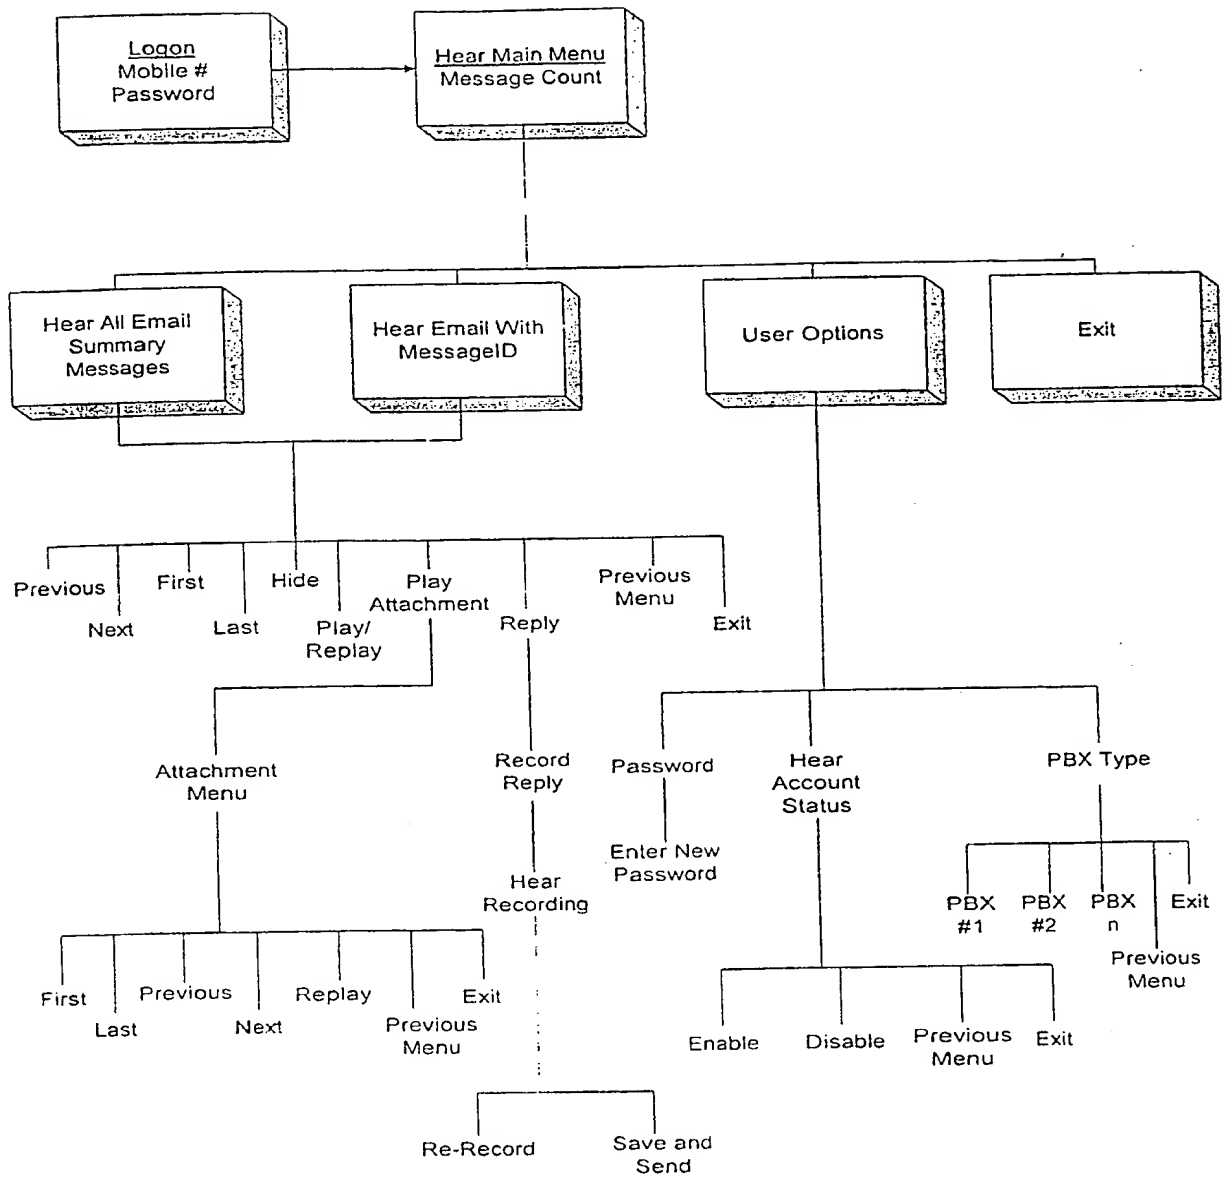 Logon
Mobile #
Password
Hear Main Menu
Message Count
Hear All Email
Summary
Messages
Hear Email With
MessageID
User Options
Exit
Previous
Next
First
Last
Hide
Play/
Replay
Play
Attachment
Reply
Previous
Menu
Exit
Attachment
Menu
Record
Reply
Hear
Recording
Password
Enter New
Password
Hear
Account
Status
PBX Type
PBX
#1
PBX
#2
PBX
n
Previous
Menu
Exit
First
Last
Previous
Next
Replay
Previous
Menu
Exit
Enable
Disable
Previous
Menu
Exit
Re-Record
Save and
Send